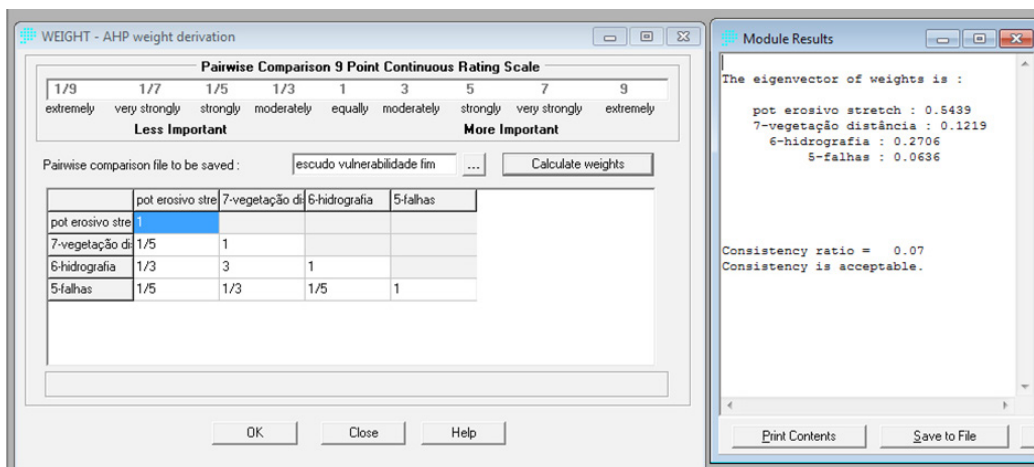 WEIGHT - AHP weight derivation
Pairwise Comparison 9 Point Continuous Rating Scale
1/9 1/7 1/5 1/3 1 3 5 7 9
extremely very strongly strongly moderately equally moderately strongly very strongly extremely
Less Important More Important
Pairwise comparison file to be saved : escudo vulnerabilidade fim ... Calculate weights
pot erosivo stre 7-vegetação di 6-hidrografia 5-falhas
pot erosivo stre 1
7-vegetação di 1/5 1
6-hidrografia 1/3 3 1
5-falhas 1/5 1/3 1/5 1
OK Close Help
Module Results
The eigenvector of weights is :
pot erosivo stretch : 0.5439
7-vegetação distância : 0.1219
6-hidrografia : 0.2706
5-falhas : 0.0636
Consistency ratio = 0.07
Consistency is acceptable.
Print Contents Save to File